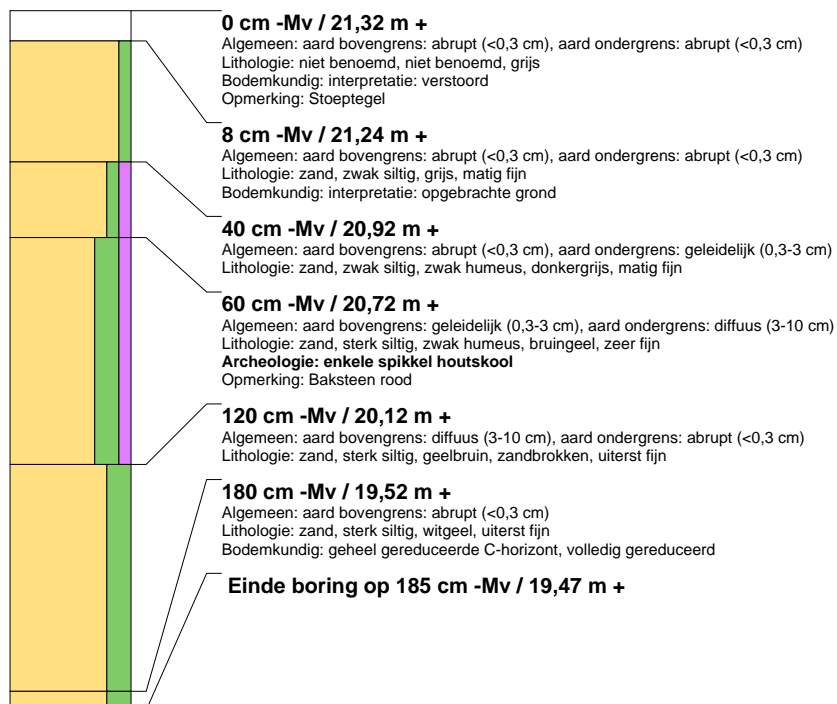 0 cm -Mv / 21,32 m +
Algemeen: aard bovengrens: abrupt (<0,3 cm), aard ondergrens: abrupt (<0,3 cm)
Lithologie: niet benoemd, niet benoemd, grijs
Bodemkundig: interpretatie: verstoord
Opmerking: Stoeptegel
8 cm -Mv / 21,24 m +
Algemeen: aard bovengrens: abrupt (<0,3 cm), aard ondergrens: abrupt (<0,3 cm)
Lithologie: zand, zwak siltig, grijs, matig fijn
Bodemkundig: interpretatie: opgebrachte grond
40 cm -Mv / 20,92 m +
Algemeen: aard bovengrens: abrupt (<0,3 cm), aard ondergrens: geleidelijk (0,3-3 cm)
Lithologie: zand, zwak siltig, zwak humeus, donkergrijs, matig fijn
60 cm -Mv / 20,72 m +
Algemeen: aard bovengrens: geleidelijk (0,3-3 cm), aard ondergrens: diffuus (3-10 cm)
Lithologie: zand, sterk siltig, zwak humeus, bruingeel, zeer fijn
Archeologie: enkele spikkel houtskool
Opmerking: Baksteen rood
120 cm -Mv / 20,12 m +
Algemeen: aard bovengrens: diffuus (3-10 cm), aard ondergrens: abrupt (<0,3 cm)
Lithologie: zand, sterk siltig, geelbruin, zandbrokken, uiterst fijn
180 cm -Mv / 19,52 m +
Algemeen: aard bovengrens: abrupt (<0,3 cm)
Lithologie: zand, sterk siltig, witgeel, uiterst fijn
Bodemkundig: geheel gereduceerde C-horizont, volledig gereduceerd
Einde boring op 185 cm -Mv / 19,47 m +